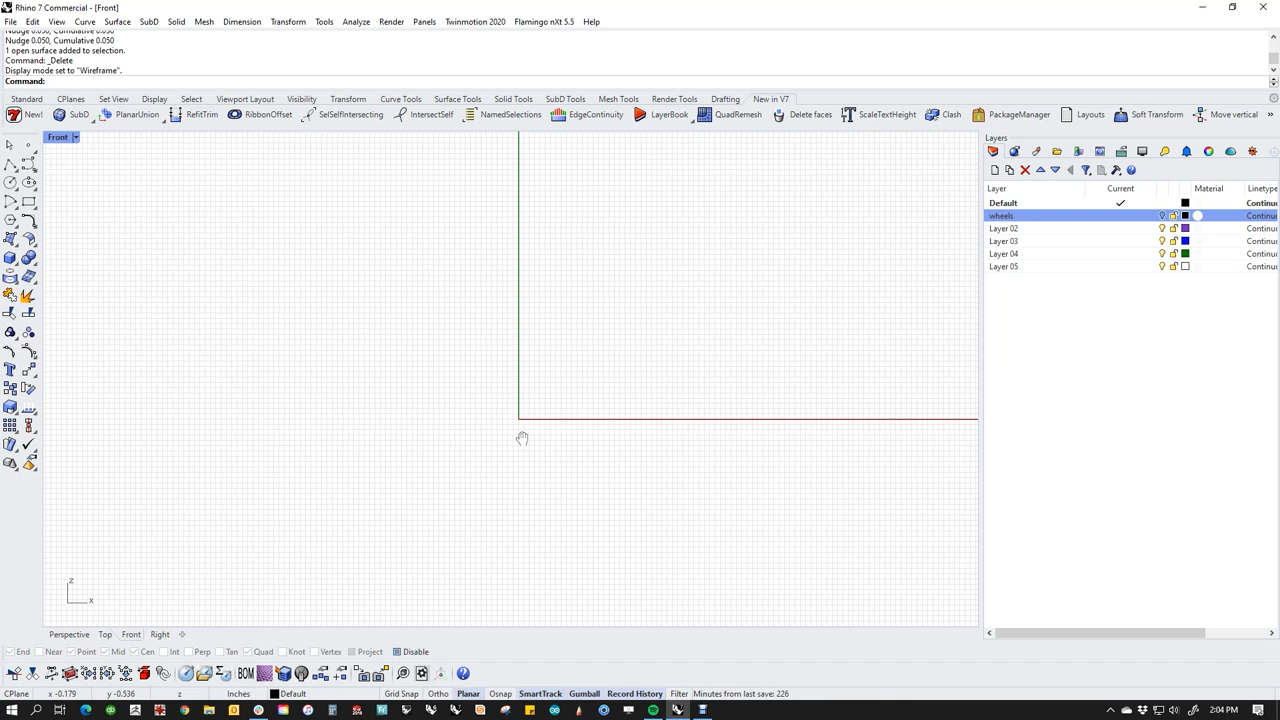 Rhino 7 Commercial - [Front]
File Edit View Curve Surface SubD Solid Mesh Dimension Transform Tools Analyze Render Panels Twinmotion 2020 Flamingo nXt 5.5 Help
Nudge 0.050, Cumulative 0.050
Nudge 0.050, Cumulative 0.050
1 open surface added to selection.
Command: _Delete
Display mode set to "Wireframe".
Command:
Standard CPlanes Set View Display Select Viewport Layout Visibility Transform Curve Tools Surface Tools Solid Tools SubD Tools Mesh Tools Render Tools Drafting New in V7
New! SubD PlanarUnion RefitTrim RibbonOffset SelSelfIntersecting IntersectSelf NamedSelections EdgeContinuity LayerBook QuadRemesh Delete faces ScaleTextHeight Clash PackageManager Layouts Soft Transform Move vertical »
Front
Layers
Layer Current Material Linetype
Default Continu
wheels Continu
Layer 02 Continu
Layer 03 Continu
Layer 04 Continu
Layer 05 Continu
z
x
Perspective Top Front Right
End Near Point Mid Cen Int Perp Tan Quad Knot Vertex Project Disable
BOM
CPlane x -0.179 y -0.536 z Inches Default Grid Snap Ortho Planar Osnap SmartTrack Gumball Record History Filter Minutes from last save: 226
2:04 PM